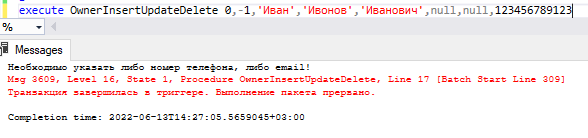 execute OwnerInsertUpdateDelete 0,-1,'Иван','Ивонов','Иванович',null,null,123456789123
%
Messages
Необходимо указать либо номер телефона, либо email!
Msg 3609, Level 16, State 1, Procedure OwnerInsertUpdateDelete, Line 17 [Batch Start Line 309]
Транзакция завершилась в триггере. Выполнение пакета прервано.
Completion time: 2022-06-13T14:27:05.5659045+03:00